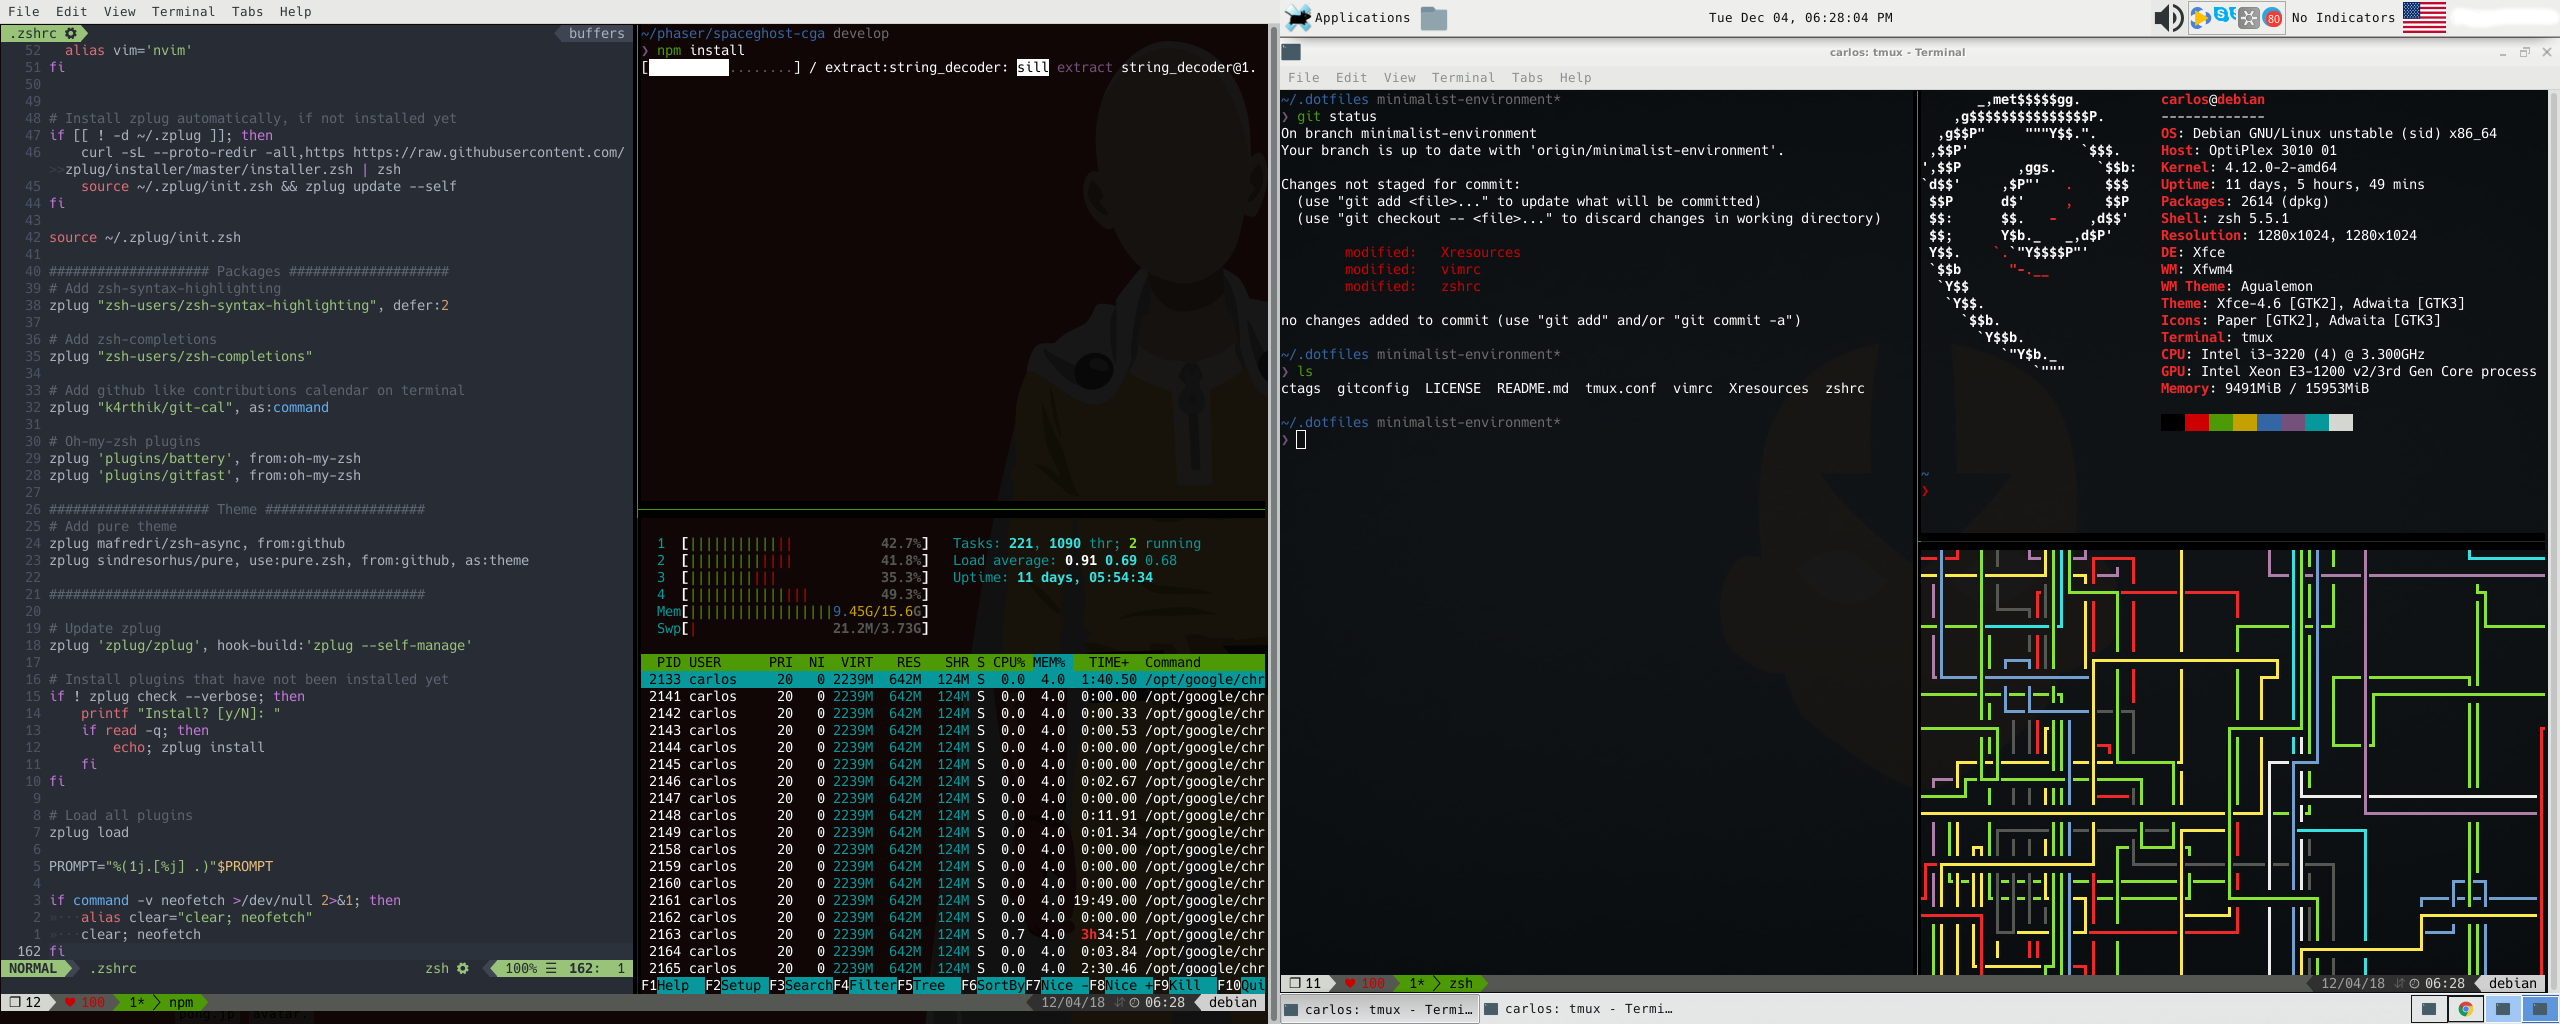 File Edit View Terminal Tabs Help
.zshrc buffers
52 alias vim='nvim'
51 fi
50
49
48 # Install zplug automatically, if not installed yet
47 if [[ ! -d ~/.zplug ]]; then
46 curl -sL --proto-redir -all,https https://raw.githubusercontent.com/
>>zplug/installer/master/installer.zsh | zsh
45 source ~/.zplug/init.zsh && zplug update --self
44 fi
43
42 source ~/.zplug/init.zsh
41
40 #################### Packages ####################
39 # Add zsh-syntax-highlighting
38 zplug "zsh-users/zsh-syntax-highlighting", defer:2
37
36 # Add zsh-completions
35 zplug "zsh-users/zsh-completions"
34
33 # Add github like contributions calendar on terminal
32 zplug "k4rthik/git-cal", as:command
31
30 # Oh-my-zsh plugins
29 zplug 'plugins/battery', from:oh-my-zsh
28 zplug 'plugins/gitfast', from:oh-my-zsh
27
26 #################### Theme ####################
25 # Add pure theme
24 zplug mafredri/zsh-async, from:github
23 zplug sindresorhus/pure, use:pure.zsh, from:github, as:theme
22
21 ###############################################
20
19 # Update zplug
18 zplug 'zplug/zplug', hook-build:'zplug --self-manage'
17
16 # Install plugins that have not been installed yet
15 if ! zplug check --verbose; then
14 printf "Install? [y/N]: "
13 if read -q; then
12 echo; zplug install
11 fi
10 fi
9
8 # Load all plugins
7 zplug load
6
5 PROMPT="%(1j.[%j] .)"$PROMPT
4
3 if command -v neofetch >/dev/null 2>&1; then
2 alias clear="clear; neofetch"
1 clear; neofetch
162 fi
NORMAL .zshrc zsh 100% ☰ 162: 1
12 ♥ 100 1* npm 12/04/18 06:28 debian
~/phaser/spaceghost-cga develop
❯ npm install
[ ........] / extract:string_decoder: sill extract string_decoder@1.
1 [|||||||||||||| 42.7%] Tasks: 221, 1090 thr; 2 running
2 [|||||||||||||| 41.8%] Load average: 0.91 0.69 0.68
3 [|||||||||||| 35.3%] Uptime: 11 days, 05:54:34
4 [|||||||||||||||| 49.3%]
Mem[||||||||||||||||||9.45G/15.6G]
Swp[| 21.2M/3.73G]
PID USER PRI NI VIRT RES SHR S CPU% MEM% TIME+ Command
2133 carlos 20 0 2239M 642M 124M S 0.0 4.0 1:40.50 /opt/google/chr
2141 carlos 20 0 2239M 642M 124M S 0.0 4.0 0:00.00 /opt/google/chr
2142 carlos 20 0 2239M 642M 124M S 0.0 4.0 0:00.33 /opt/google/chr
2143 carlos 20 0 2239M 642M 124M S 0.0 4.0 0:00.53 /opt/google/chr
2144 carlos 20 0 2239M 642M 124M S 0.0 4.0 0:00.00 /opt/google/chr
2145 carlos 20 0 2239M 642M 124M S 0.0 4.0 0:00.00 /opt/google/chr
2146 carlos 20 0 2239M 642M 124M S 0.0 4.0 0:02.67 /opt/google/chr
2147 carlos 20 0 2239M 642M 124M S 0.0 4.0 0:00.00 /opt/google/chr
2148 carlos 20 0 2239M 642M 124M S 0.0 4.0 0:11.91 /opt/google/chr
2149 carlos 20 0 2239M 642M 124M S 0.0 4.0 0:01.34 /opt/google/chr
2158 carlos 20 0 2239M 642M 124M S 0.0 4.0 0:00.00 /opt/google/chr
2159 carlos 20 0 2239M 642M 124M S 0.0 4.0 0:00.00 /opt/google/chr
2160 carlos 20 0 2239M 642M 124M S 0.0 4.0 0:00.00 /opt/google/chr
2161 carlos 20 0 2239M 642M 124M S 0.0 4.0 19:49.00 /opt/google/chr
2162 carlos 20 0 2239M 642M 124M S 0.0 4.0 0:00.00 /opt/google/chr
2163 carlos 20 0 2239M 642M 124M S 0.7 4.0 3h34:51 /opt/google/chr
2164 carlos 20 0 2239M 642M 124M S 0.0 4.0 0:03.84 /opt/google/chr
2165 carlos 20 0 2239M 642M 124M S 0.0 4.0 2:30.46 /opt/google/chr
F1Help F2Setup F3SearchF4FilterF5Tree F6SortByF7Nice -F8Nice +F9Kill F10Qui
Applications Tue Dec 04, 06:28:04 PM 80 No Indicators
carlos: tmux - Terminal
File Edit View Terminal Tabs Help
~/.dotfiles minimalist-environment*
❯ git status
On branch minimalist-environment
Your branch is up to date with 'origin/minimalist-environment'.
Changes not staged for commit:
(use "git add <file>..." to update what will be committed)
(use "git checkout -- <file>..." to discard changes in working directory)
modified: Xresources
modified: vimrc
modified: zshrc
no changes added to commit (use "git add" and/or "git commit -a")
~/.dotfiles minimalist-environment*
❯ ls
ctags gitconfig LICENSE README.md tmux.conf vimrc Xresources zshrc
~/.dotfiles minimalist-environment*
❯
carlos@debian
-------------
OS: Debian GNU/Linux unstable (sid) x86_64
Host: OptiPlex 3010 01
Kernel: 4.12.0-2-amd64
Uptime: 11 days, 5 hours, 49 mins
Packages: 2614 (dpkg)
Shell: zsh 5.5.1
Resolution: 1280x1024, 1280x1024
DE: Xfce
WM: Xfwm4
WM Theme: Agualemon
Theme: Xfce-4.6 [GTK2], Adwaita [GTK3]
Icons: Paper [GTK2], Adwaita [GTK3]
Terminal: tmux
CPU: Intel i3-3220 (4) @ 3.300GHz
GPU: Intel Xeon E3-1200 v2/3rd Gen Core process
Memory: 9491MiB / 15953MiB
~
❯
11 ♥ 100 1* zsh 12/04/18 06:28 debian
carlos: tmux - Termi… carlos: tmux - Termi…